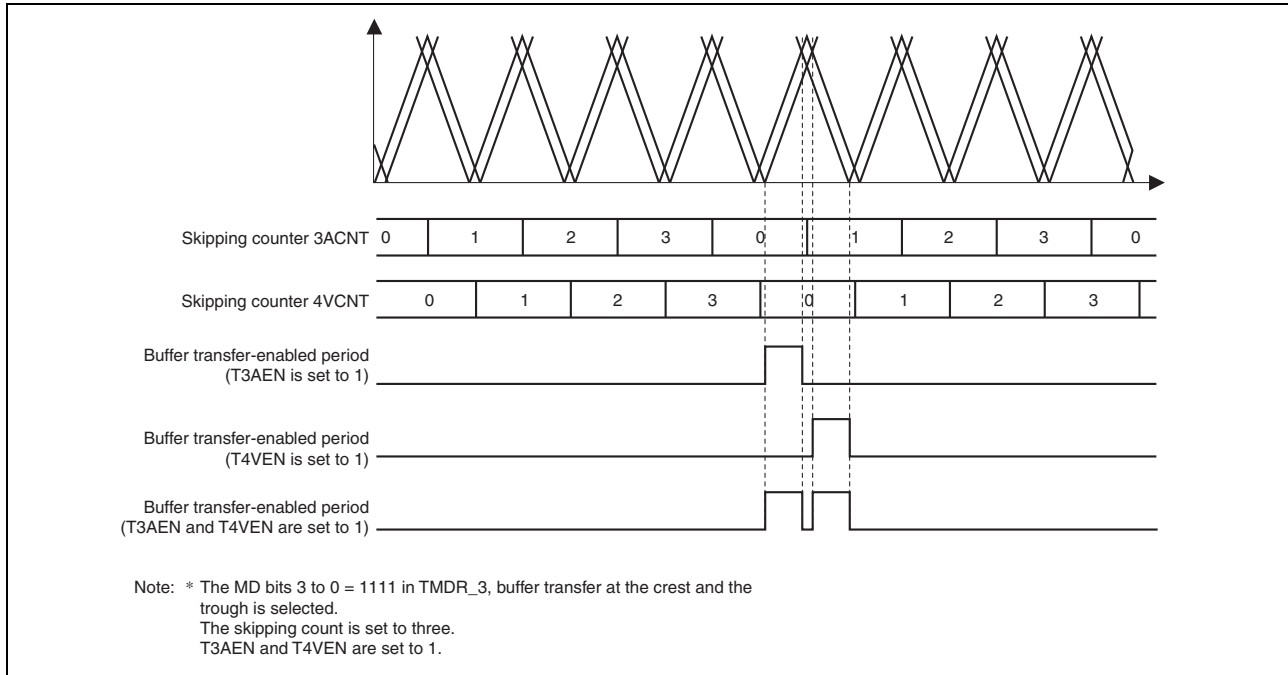 Skipping counter 3ACNT 0 1 2 3 0 1 2 3 0
Skipping counter 4VCNT 0 1 2 3 0 1 2 3
Buffer transfer-enabled period
(T3AEN is set to 1)
Buffer transfer-enabled period
(T4VEN is set to 1)
Buffer transfer-enabled period
(T3AEN and T4VEN are set to 1)
Note: * The MD bits 3 to 0 = 1111 in TMDR_3, buffer transfer at the crest and the
trough is selected.
The skipping count is set to three.
T3AEN and T4VEN are set to 1.